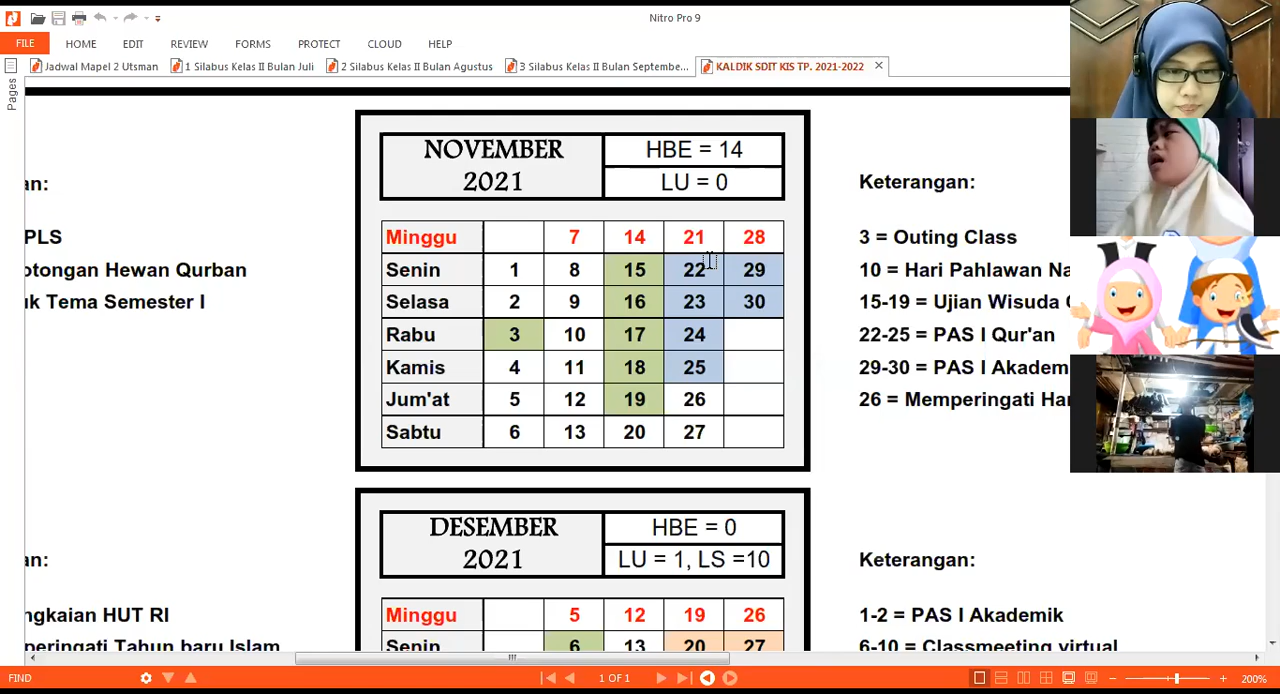 Nitro Pro 9
FILE HOME EDIT REVIEW FORMS PROTECT CLOUD HELP
Jadwal Mapel 2 Utsman 1 Silabus Kelas II Bulan Juli 2 Silabus Kelas II Bulan Agustus 3 Silabus Kelas II Bulan Septembe... KALDIK SDIT KIS TP. 2021-2022
Pages
an:
PLS
otongan Hewan Qurban
uk Tema Semester I
NOVEMBER
2021
HBE = 14
LU = 0
Minggu 7 14 21 28
Senin 1 8 15 22 29
Selasa 2 9 16 23 30
Rabu 3 10 17 24
Kamis 4 11 18 25
Jum'at 5 12 19 26
Sabtu 6 13 20 27
Keterangan:
3 = Outing Class
10 = Hari Pahlawan Na
15-19 = Ujian Wisuda
22-25 = PAS I Qur'an
29-30 = PAS I Akadem
26 = Memperingati Har
an:
ngkaian HUT RI
peringati Tahun baru Islam
DESEMBER
2021
HBE = 0
LU = 1, LS =10
Minggu 5 12 19 26
Senin 6 13 20 27
Keterangan:
1-2 = PAS I Akademik
6-10 = Classmeeting virtual
FIND
1 OF 1
200%